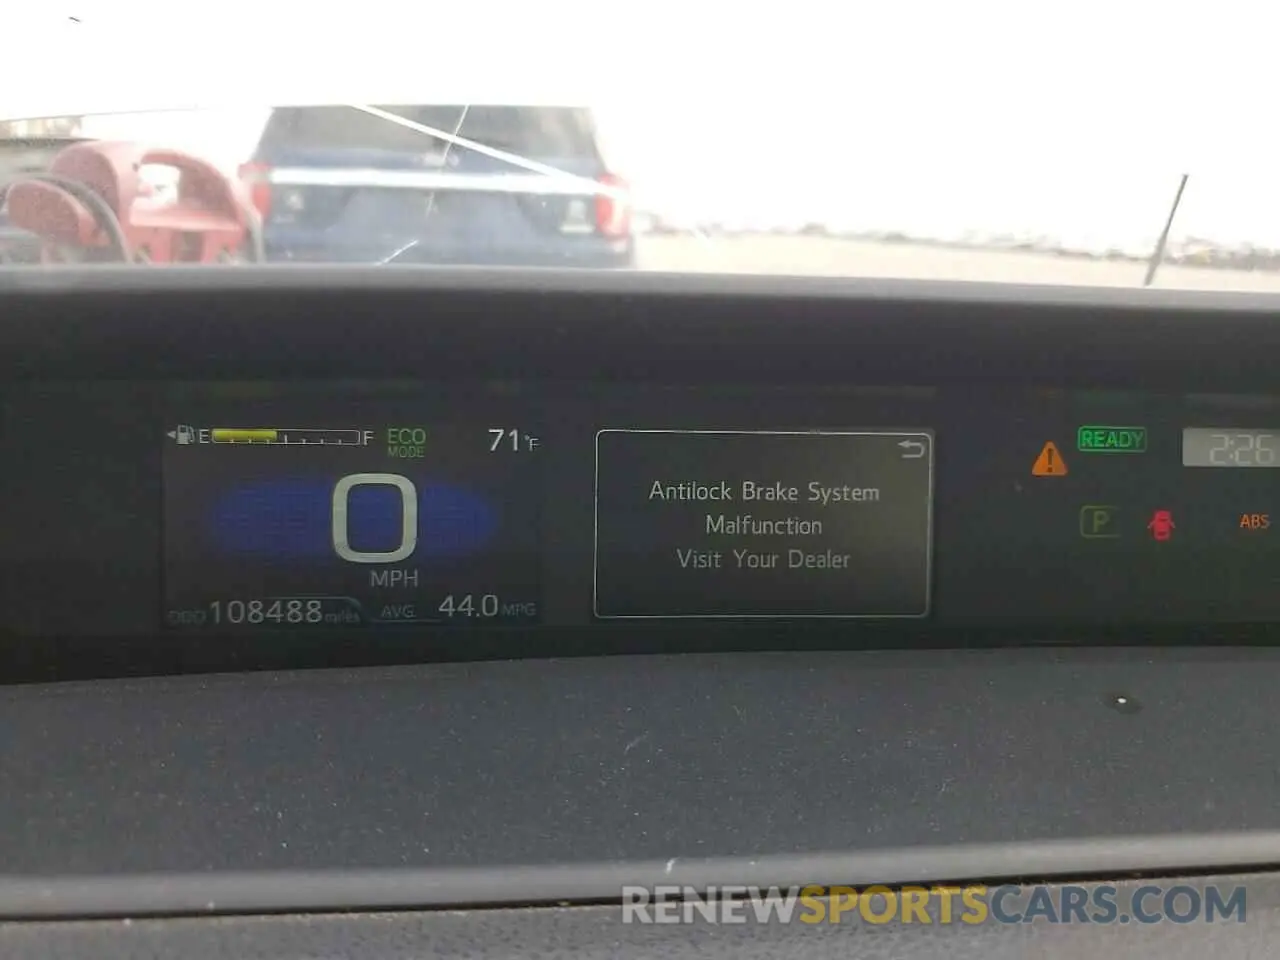 E F ECO 71°F
MODE
0
MPH
ODO 108488 miles AVG. 44.0 MPG
Antilock Brake System
Malfunction
Visit Your Dealer
READY 2:26
P ABS
RENEWSPORTSCARS.COM